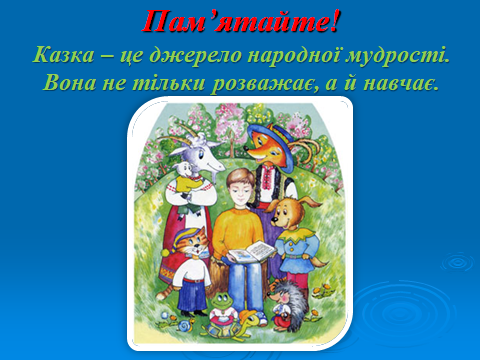 Пам’ятайте!
Казка – це джерело народної мудрості.
Вона не тільки розважає, а й навчає.